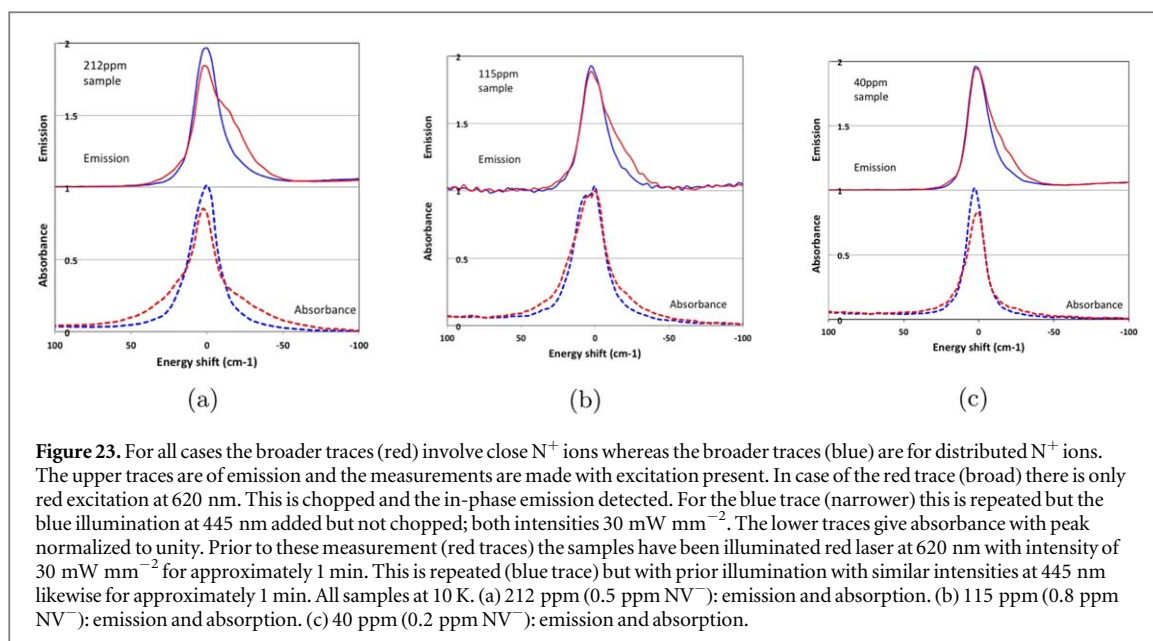 2
212ppm
sample
1.5
Emission
Emission
1
0.5
Absorbance
Absorbance
0
100 50 0 -50 -100
Energy shift (cm-1)
(a)
2
115ppm
sample
1.5
Emission
Emission
1
0.5
Absorbance
Absorbance
0
100 50 0 -50 -100
Energy shift (cm-1)
(b)
2
40ppm
sample
1.5
Emission
Emission
1
0.5
Absorbance
Absorbance
0
100 50 0 -50 -100
Energy shift (cm-1)
(c)
Figure 23. For all cases the broader traces (red) involve close N⁺ ions whereas the broader traces (blue) are for distributed N⁺ ions.
The upper traces are of emission and the measurements are made with excitation present. In case of the red trace (broad) there is only
red excitation at 620 nm. This is chopped and the in-phase emission detected. For the blue trace (narrower) this is repeated but the
blue illumination at 445 nm added but not chopped; both intensities 30 mW mm⁻². The lower traces give absorbance with peak
normalized to unity. Prior to these measurement (red traces) the samples have been illuminated red laser at 620 nm with intensity of
30 mW mm⁻² for approximately 1 min. This is repeated (blue trace) but with prior illumination with similar intensities at 445 nm
likewise for approximately 1 min. All samples at 10 K. (a) 212 ppm (0.5 ppm NV⁻): emission and absorption. (b) 115 ppm (0.8 ppm
NV⁻): emission and absorption. (c) 40 ppm (0.2 ppm NV⁻): emission and absorption.